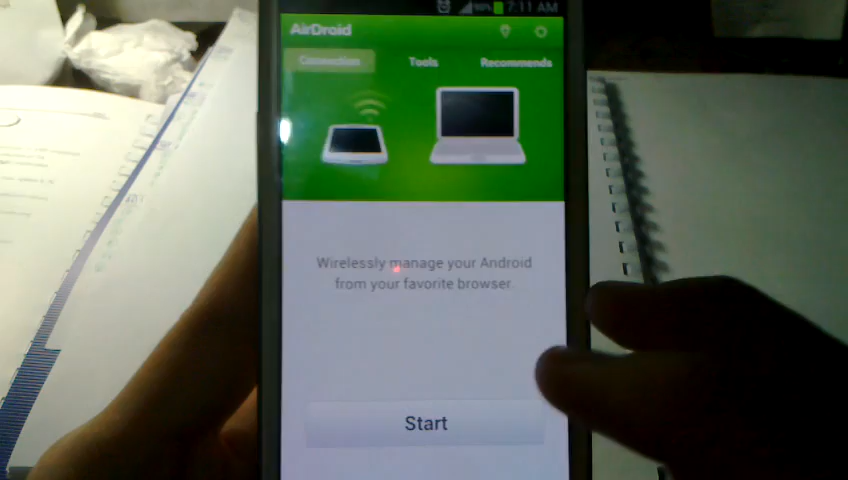 7:11 AM
AirDroid
Connection Tools Recommends
Wirelessly manage your Android
from your favorite browser.
Start